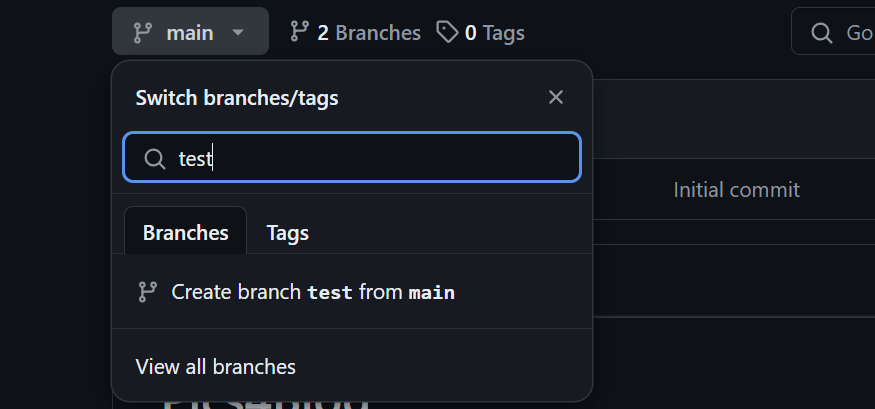 main 2 Branches 0 Tags Go
Switch branches/tags
test
Initial commit
Branches Tags
Create branch test from main
View all branches